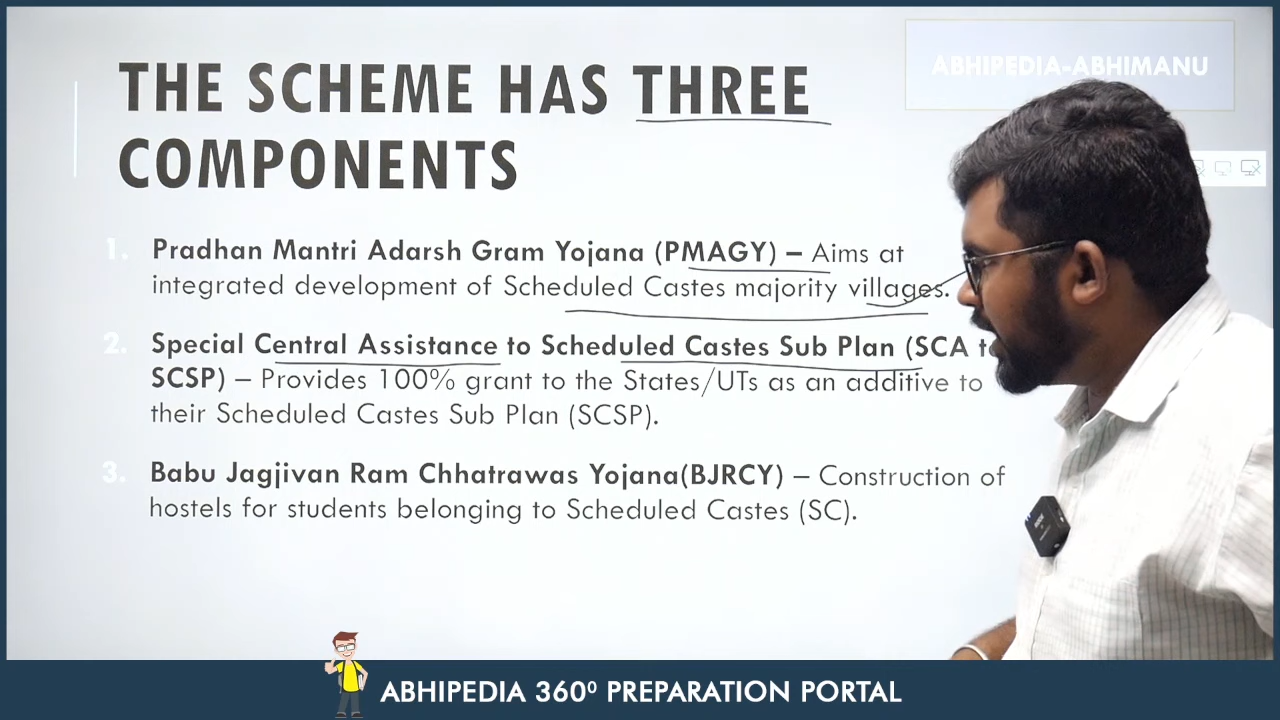 ABHIPEDIA-ABHIMANU
THE SCHEME HAS THREE
COMPONENTS
1. Pradhan Mantri Adarsh Gram Yojana (PMAGY) – Aims at
integrated development of Scheduled Castes majority villages.
2. Special Central Assistance to Scheduled Castes Sub Plan (SCA
SCSP) – Provides 100% grant to the States/UTs as an additive to
their Scheduled Castes Sub Plan (SCSP).
3. Babu Jagjivan Ram Chhatrawas Yojana(BJRCY) – Construction of
hostels for students belonging to Scheduled Castes (SC).
ABHIPEDIA 360⁰ PREPARATION PORTAL